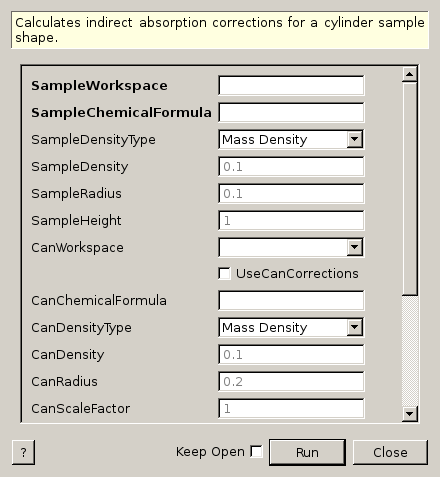 Calculates indirect absorption corrections for a cylinder sample
shape.
SampleWorkspace
SampleChemicalFormula
SampleDensityType Mass Density
SampleDensity 0.1
SampleRadius 0.1
SampleHeight 1
CanWorkspace
UseCanCorrections
CanChemicalFormula
CanDensityType Mass Density
CanDensity 0.1
CanRadius 0.2
CanScaleFactor 1
? Keep Open Run Close